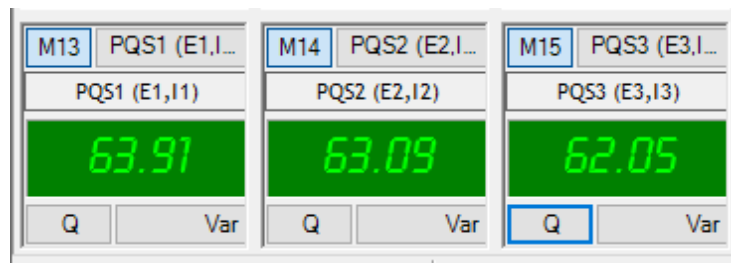 M13 PQS1 (E1,I... M14 PQS2 (E2,I... M15 PQS3 (E3,I...
PQS1 (E1,I1) PQS2 (E2,I2) PQS3 (E3,I3)
63.91 63.09 62.05
Q Var Q Var Q Var